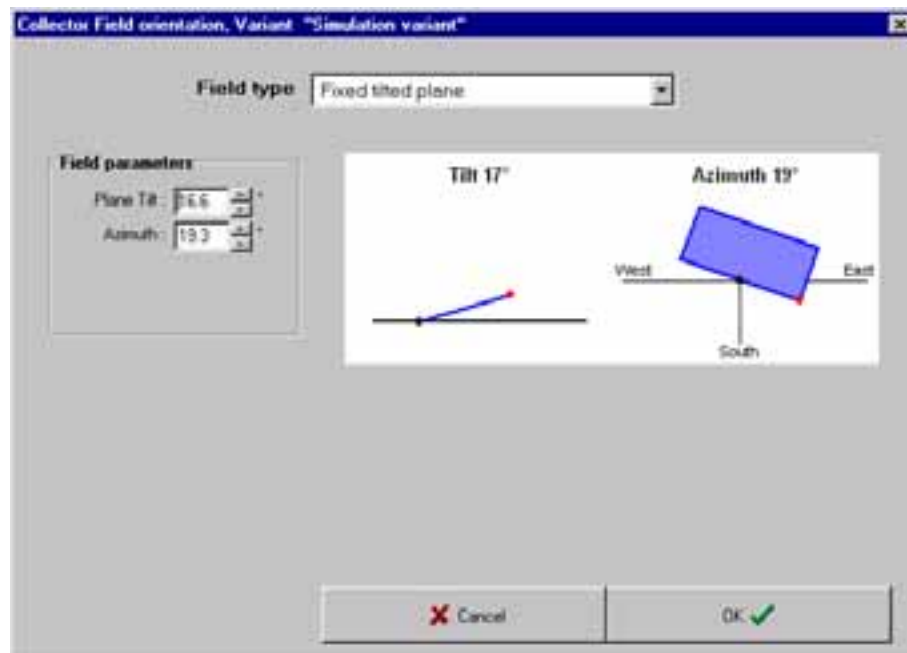 Collector Field orientation, Variant "Simulation variant"
Field type Fixed tilted plane
Field parameters
Plane Tilt : 16.6 °
Azimuth : 19.3 °
Tilt 17°
Azimuth 19°
West East
South
Cancel OK